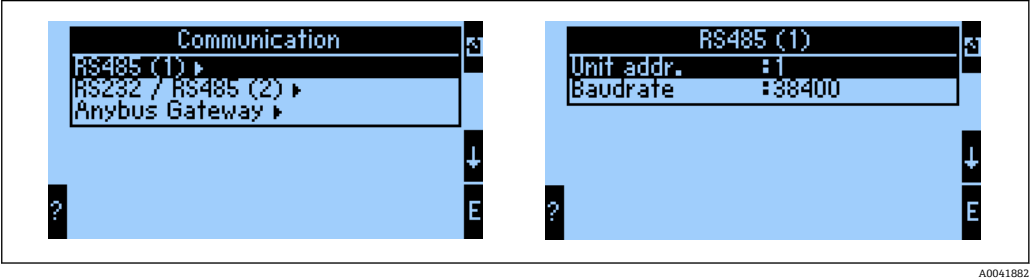 Communication
RS485 (1)
RS232 / RS485 (2)
Anybus Gateway
?
E
RS485 (1)
Unit addr. :1
Baudrate :38400
?
E
A0041882